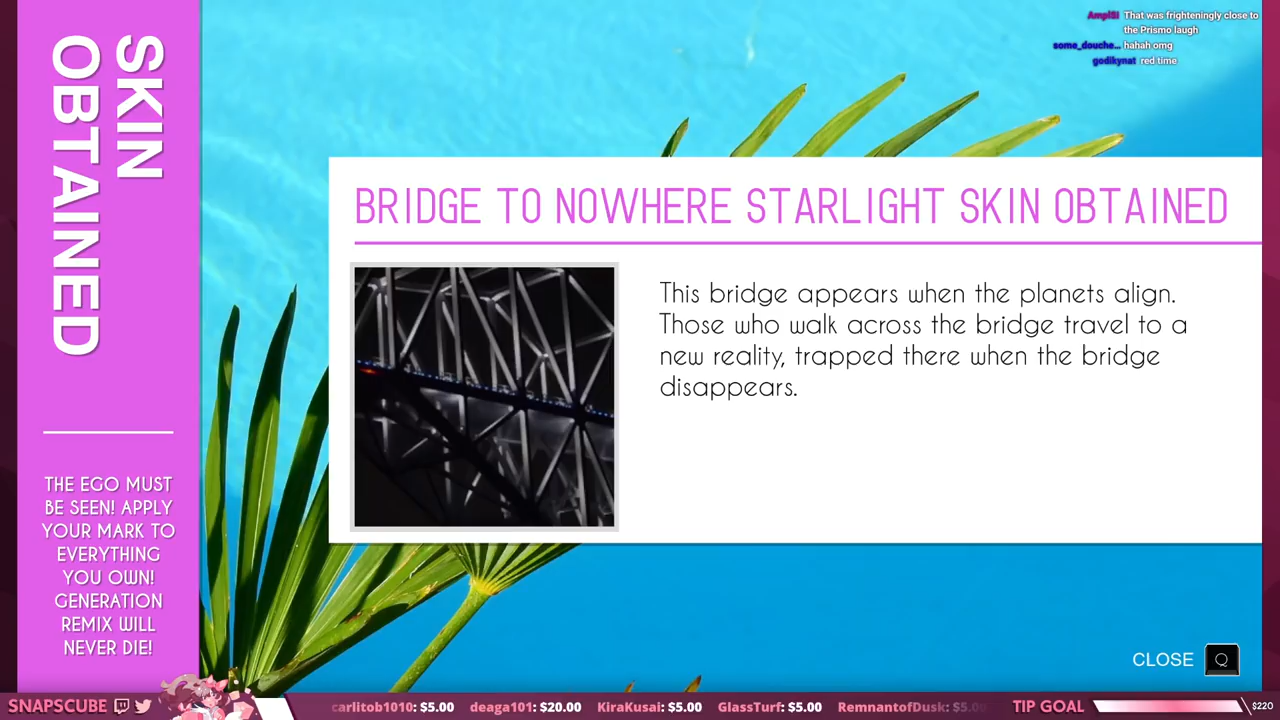 SKIN
OBTAINED
THE EGO MUST
BE SEEN! APPLY
YOUR MARK TO
EVERYTHING
YOU OWN!
GENERATION
REMIX WILL
NEVER DIE!
AmplSI That was frighteningly close to
the Prismo laugh
some_douche... hahah omg
godikynat red time
BRIDGE TO NOWHERE STARLIGHT SKIN OBTAINED
This bridge appears when the planets align.
Those who walk across the bridge travel to a
new reality, trapped there when the bridge
disappears.
CLOSE Q
SNAPSCUBE carlitob1010: $5.00 deaga101: $20.00 KiraKusai: $5.00 GlassTurf: $5.00 RemnantofDusk: $5.00 TIP GOAL $220